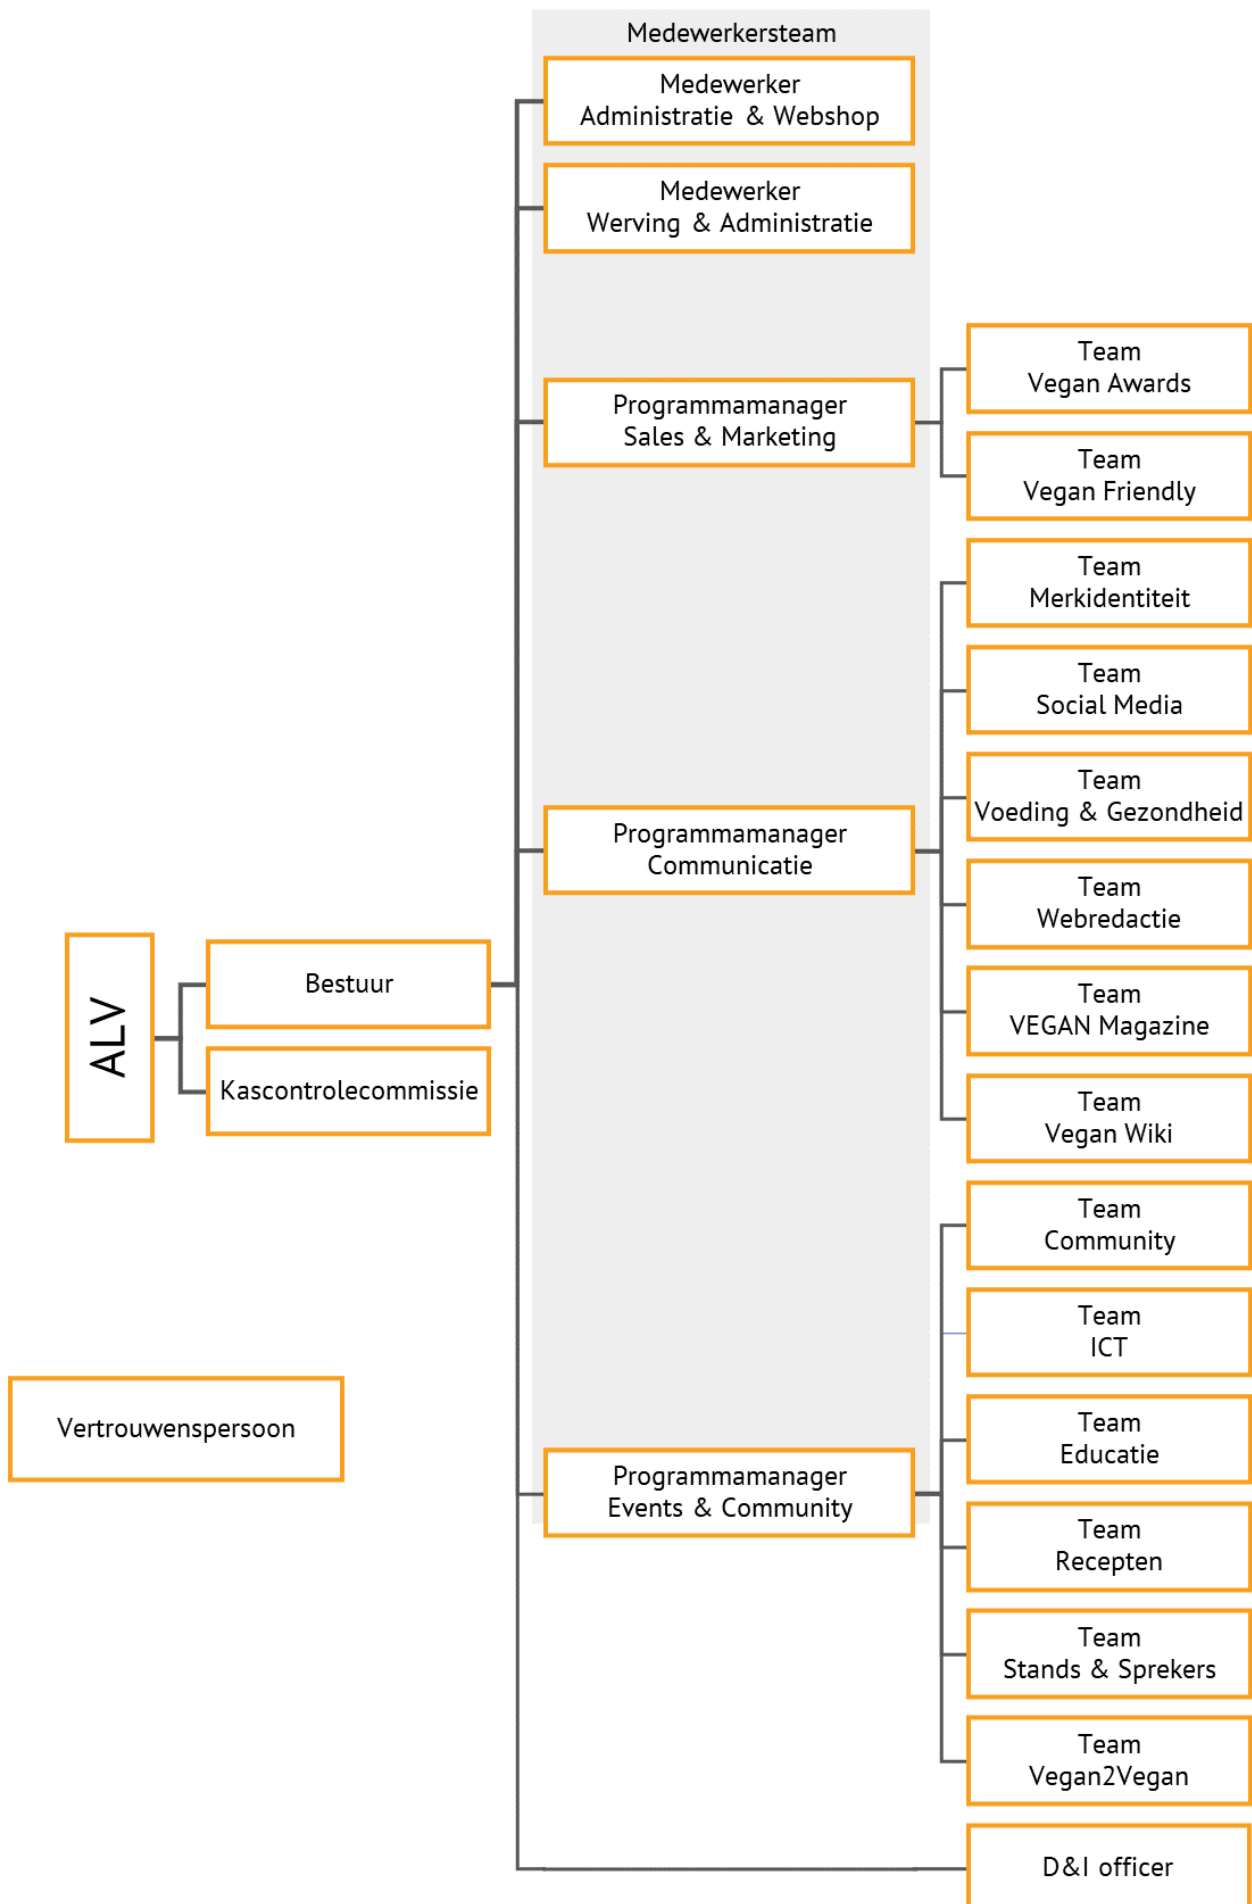 Medewerkersteam
Medewerker
Administratie & Webshop
Medewerker
Werving & Administratie
Programmamanager
Sales & Marketing
Team
Vegan Awards
Team
Vegan Friendly
Programmamanager
Communicatie
Team
Merkidentiteit
Team
Social Media
Team
Voeding & Gezondheid
Team
Webredactie
Team
VEGAN Magazine
Team
Vegan Wiki
ALV
Bestuur
Kascontrolecommissie
Vertrouwenspersoon
Programmamanager
Events & Community
Team
Community
Team
ICT
Team
Educatie
Team
Recepten
Team
Stands & Sprekers
Team
Vegan2Vegan
D&I officer